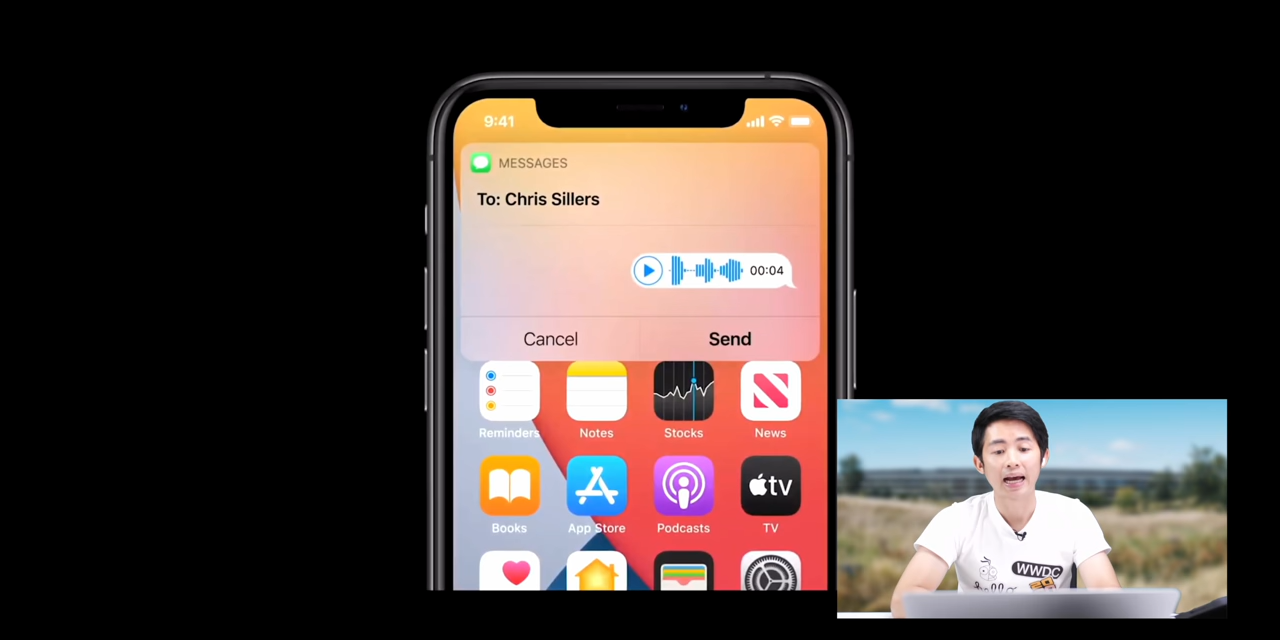 9:41
MESSAGES
To: Chris Sillers
00:04
Cancel
Send
Reminders
Notes
Stocks
News
tv
Books
App Store
Podcasts
TV
WWDC
hello